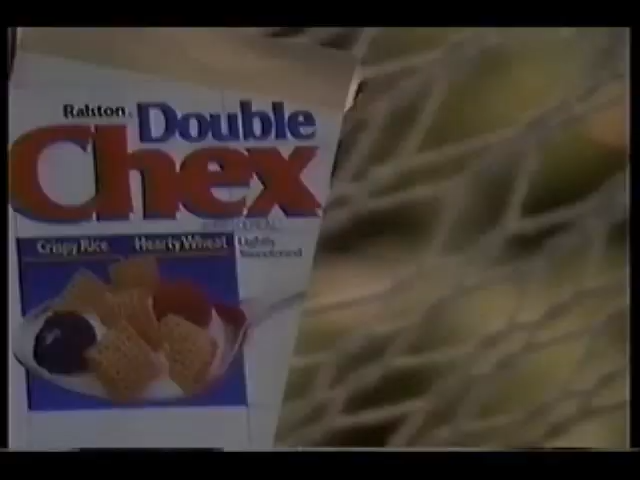 Ralston Double
Chex
Crispy Rice Hearty Wheat Lightly
Sweetened